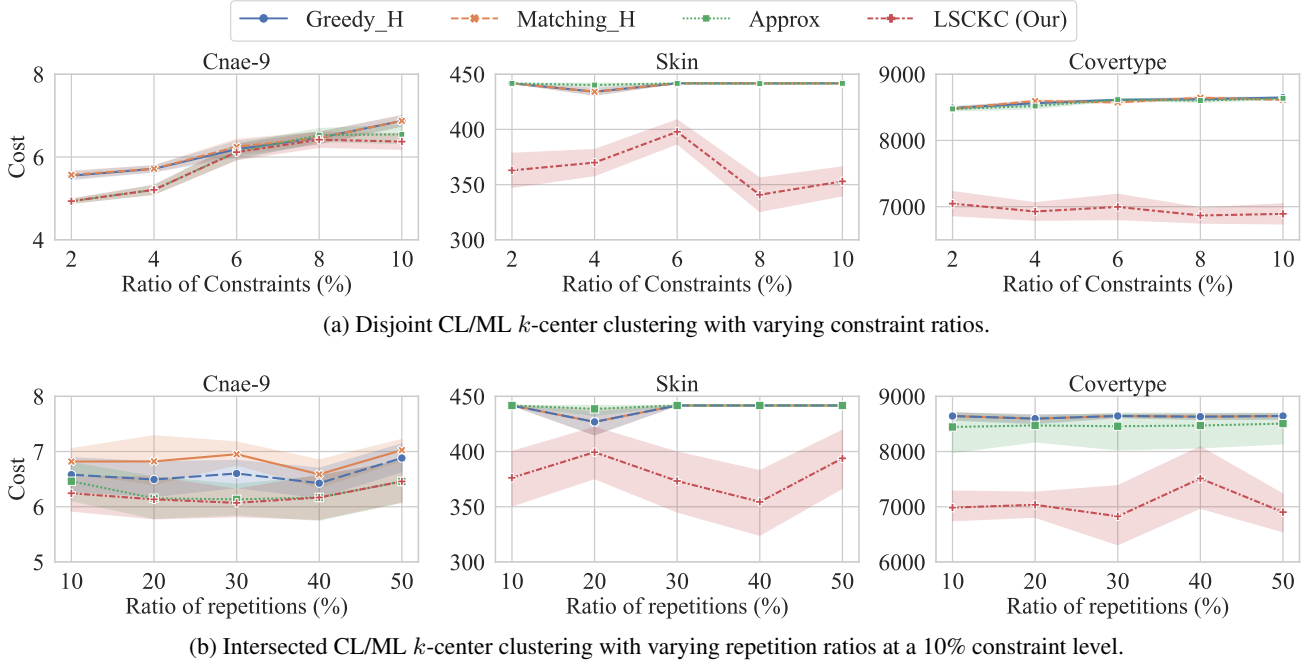 Greedy_H Matching_H Approx LSCKC (Our)
Cnae-9 Skin Covertype
8 450 9000
6 400 8000
350 7000
4 300
Cost
2 4 6 8 10 2 4 6 8 10 2 4 6 8 10
Ratio of Constraints (%) Ratio of Constraints (%) Ratio of Constraints (%)
(a) Disjoint CL/ML k-center clustering with varying constraint ratios.
Cnae-9 Skin Covertype
8 450 9000
7 400 8000
6 350 7000
5 300 6000
Cost
10 20 30 40 50 10 20 30 40 50 10 20 30 40 50
Ratio of repetitions (%) Ratio of repetitions (%) Ratio of repetitions (%)
(b) Intersected CL/ML k-center clustering with varying repetition ratios at a 10% constraint level.